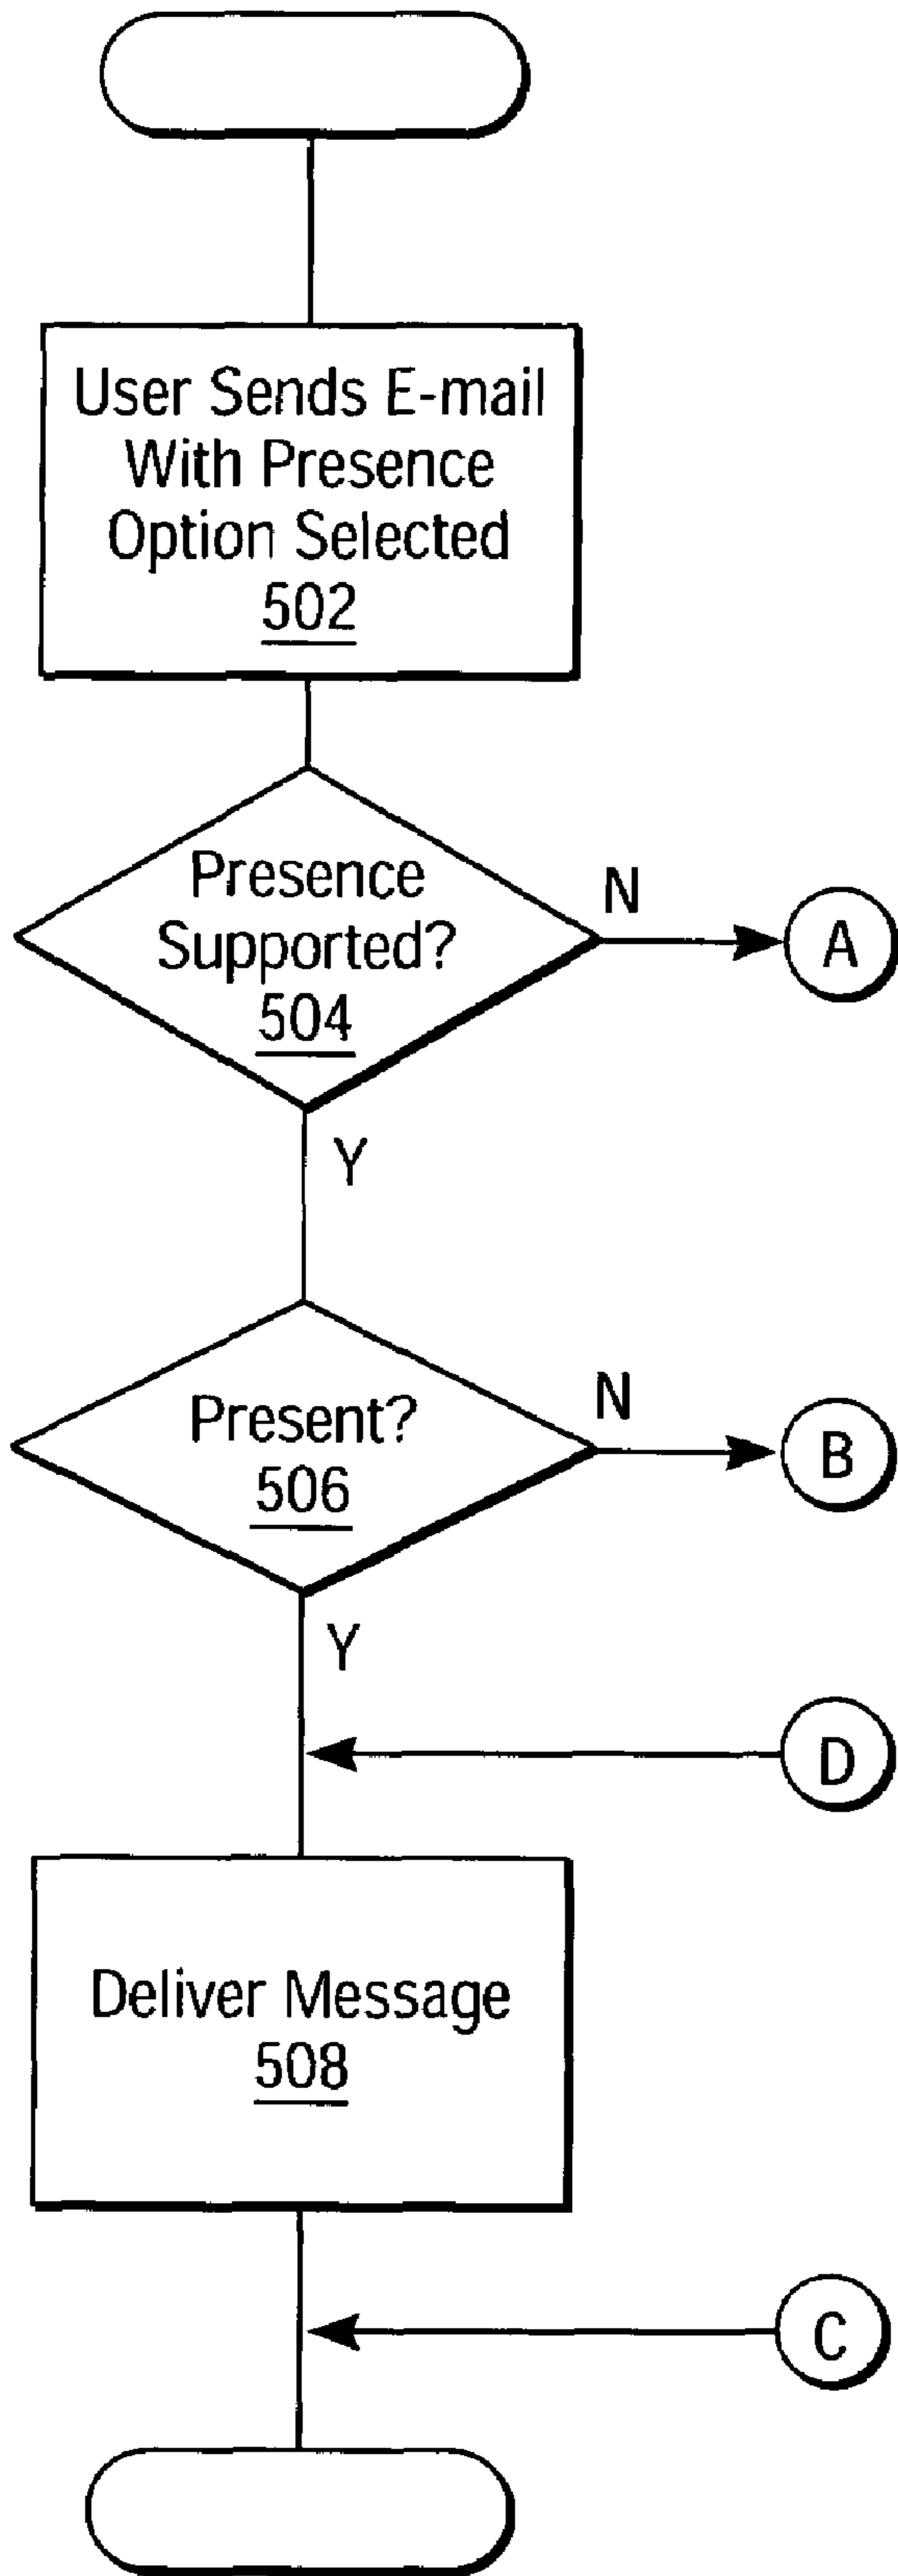 User Sends E-mail
With Presence
Option Selected
502
Presence
Supported?
504
N
A
Y
Present?
506
N
B
Y
D
Deliver Message
508
C